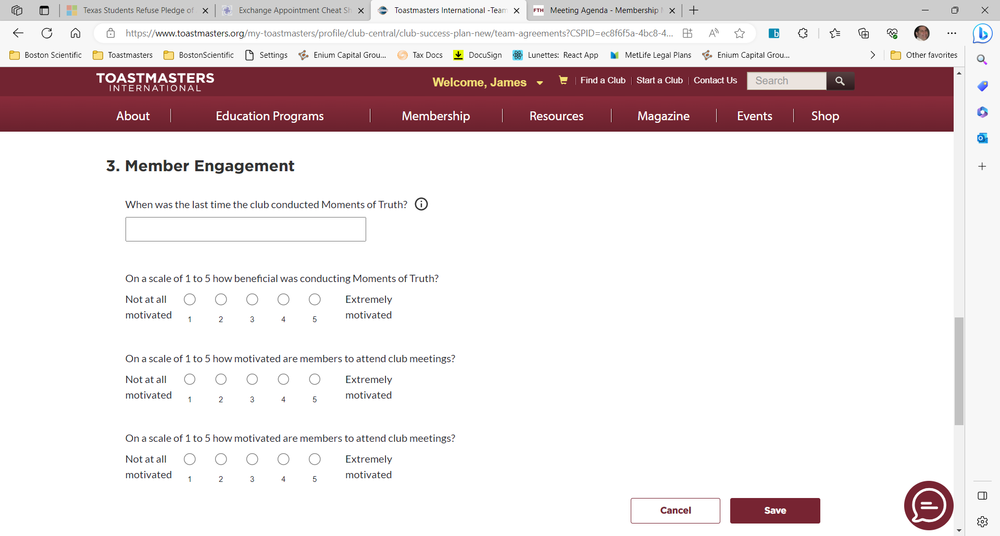 Texas Students Refuse Pledge of
Exchange Appointment Cheat Sh
Toastmasters International -Team
FTH
Meeting Agenda - Membership
https://www.toastmasters.org/my-toastmasters/profile/club-central/club-success-plan-new/team-agreements?CSPID=ec8f6f5a-4bc8-4...
Boston Scientific
Toastmasters
BostonScientific
Settings
Enium Capital Grou...
Tax Docs
DocuSign
Lunettes: React App
MetLife Legal Plans
Enium Capital Grou...
Other favorites
TOASTMASTERS
INTERNATIONAL
Welcome, James
Find a Club
Start a Club
Contact Us
Search
About
Education Programs
Membership
Resources
Magazine
Events
Shop
3. Member Engagement
When was the last time the club conducted Moments of Truth?
On a scale of 1 to 5 how beneficial was conducting Moments of Truth?
Not at all
motivated
1 2 3 4 5
Extremely
motivated
On a scale of 1 to 5 how motivated are members to attend club meetings?
Not at all
motivated
1 2 3 4 5
Extremely
motivated
On a scale of 1 to 5 how motivated are members to attend club meetings?
Not at all
motivated
1 2 3 4 5
Extremely
motivated
Cancel
Save